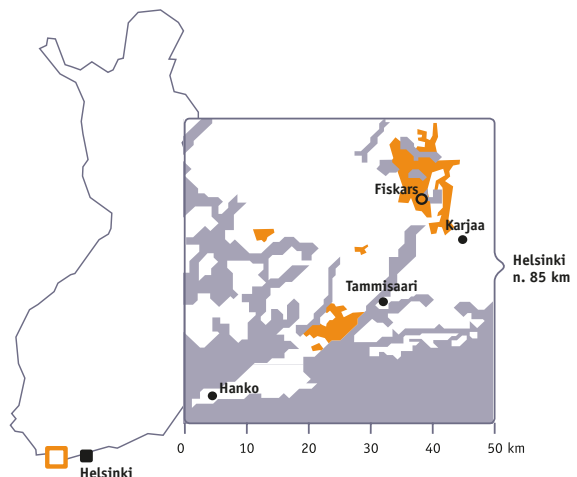 Fiskars
Karjaa
Helsinki
n. 85 km
Tammisaari
Hanko
0 10 20 30 40 50 km
Helsinki